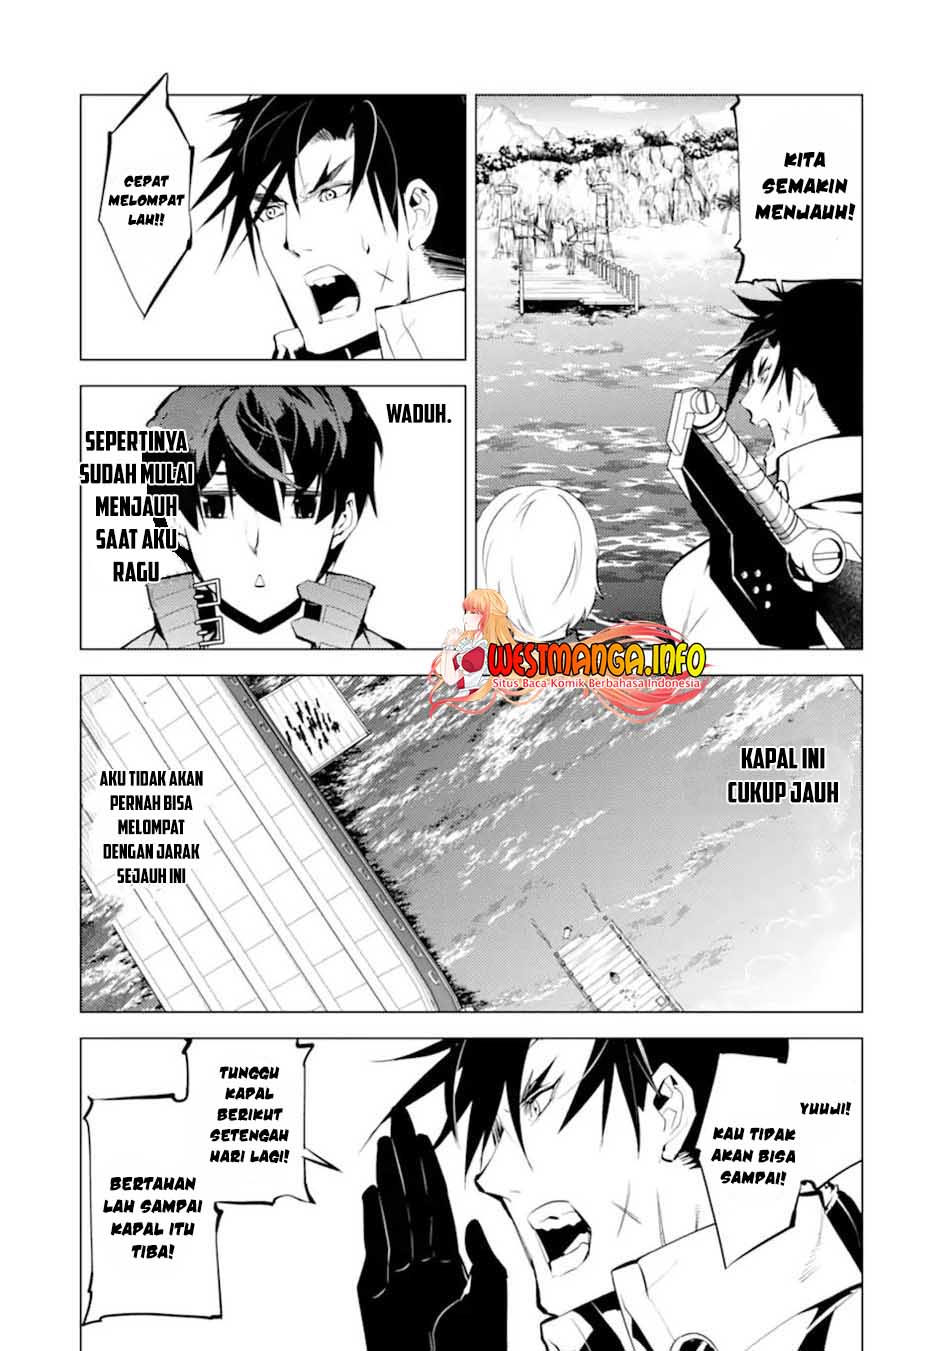 KITA
SEMAKIN
MENJAUH!
CEPAT
MELOMPAT
LAH!!
WADUH.
SEPERTINYA
SUDAH MULAI
MENJAUH
SAAT AKU
RAGU
WESTMANGA.INFO
Situs Baca Komik Berbahasa Indonesia
KAPAL INI
CUKUP JAUH
AKU TIDAK AKAN
PERNAH BISA
MELOMPAT
DENGAN JARAK
SEJAUH INI
YUUJI!
KAU TIDAK
AKAN BISA
SAMPAI!
TUNGGU
KAPAL
BERIKUT
SETENGAH
HARI LAGI!
BERTAHAN
LAH SAMPAI
KAPAL ITU
TIBA!